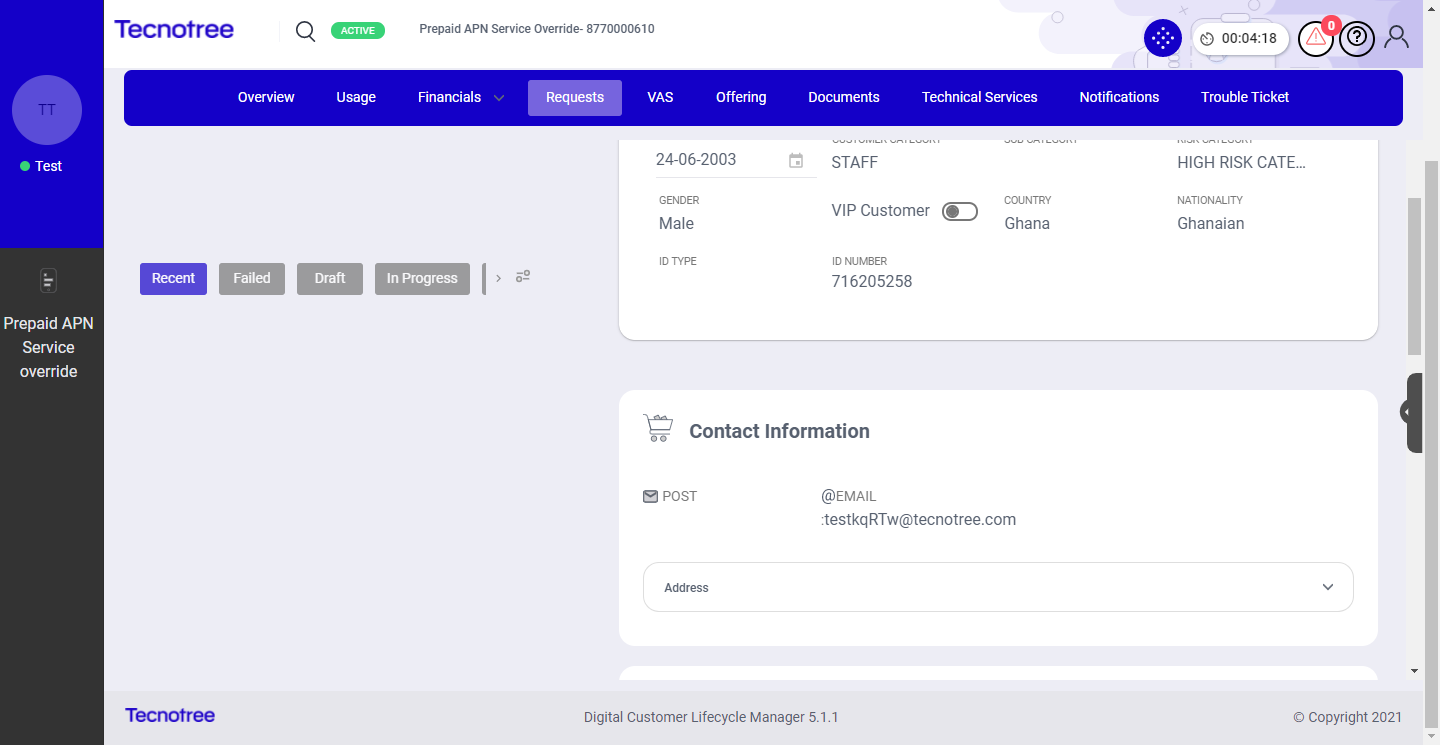 Tecnotree
ACTIVE
Prepaid APN Service Override- 8770000610
00:04:18
0
TT
Test
Overview
Usage
Financials
Requests
VAS
Offering
Documents
Technical Services
Notifications
Trouble Ticket
24-06-2003
CUSTOMER CATEGORY
STAFF
SUB CATEGORY
RISK CATEGORY
HIGH RISK CATE...
GENDER
Male
VIP Customer
COUNTRY
Ghana
NATIONALITY
Ghanaian
ID TYPE
ID NUMBER
716205258
Recent
Failed
Draft
In Progress
Prepaid APN
Service
override
Contact Information
POST
@EMAIL
:testkqRTw@tecnotree.com
Address
Tecnotree
Digital Customer Lifecycle Manager 5.1.1
© Copyright 2021